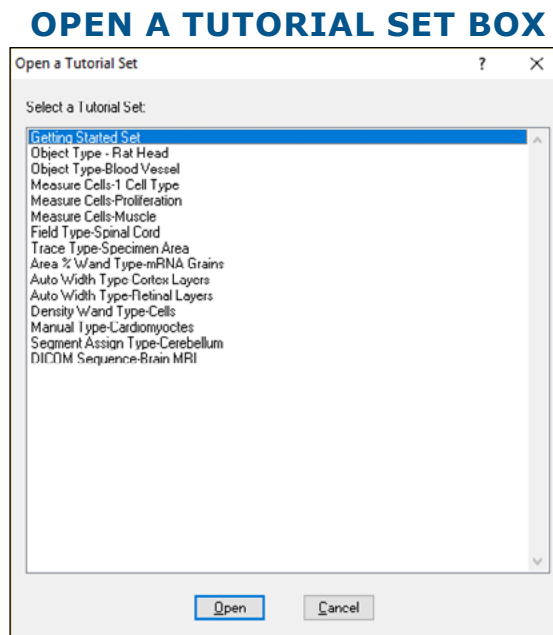 OPEN A TUTORIAL SET BOX
Open a Tutorial Set ? ×
Select a Tutorial Set:
Getting Started Set
Object Type - Rat Head
Object Type-Blood Vessel
Measure Cells-1 Cell Type
Measure Cells-Proliferation
Measure Cells-Muscle
Field Type-Spinal Cord
Trace Type-Specimen Area
Area % Wand Type-mRNA Grains
Auto Width Type-Cortex Layers
Auto Width Type-Retinal Layers
Density Wand Type-Cells
Manual Type-Cardiomyoctes
Segment Assign Type-Cerebellum
DICOM Sequence-Brain MRI
Open Cancel